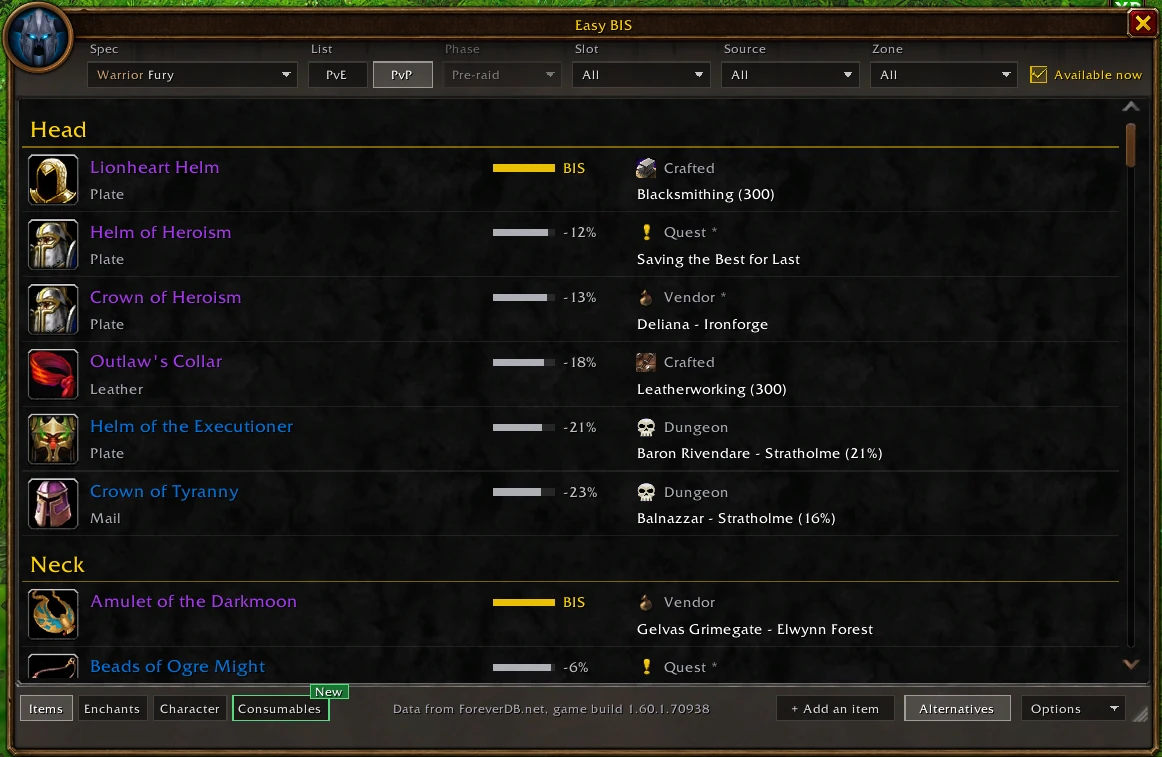 Easy BIS
Spec List Phase Slot Source Zone
Warrior Fury PvE PvP Pre-raid All All All Available now
Head
Lionheart Helm BIS Crafted
Plate Blacksmithing (300)
Helm of Heroism -12% Quest *
Plate Saving the Best for Last
Crown of Heroism -13% Vendor *
Plate Deliana - Ironforge
Outlaw's Collar -18% Crafted
Leather Leatherworking (300)
Helm of the Executioner -21% Dungeon
Plate Baron Rivendare - Stratholme (21%)
Crown of Tyranny -23% Dungeon
Mail Balnazzar - Stratholme (16%)
Neck
Amulet of the Darkmoon BIS Vendor
Gelvas Grimegate - Elwynn Forest
Beads of Ogre Might -6% Quest *
New
Items Enchants Character Consumables Data from ForeverDB.net, game build 1.60.1.70938 + Add an item Alternatives Options